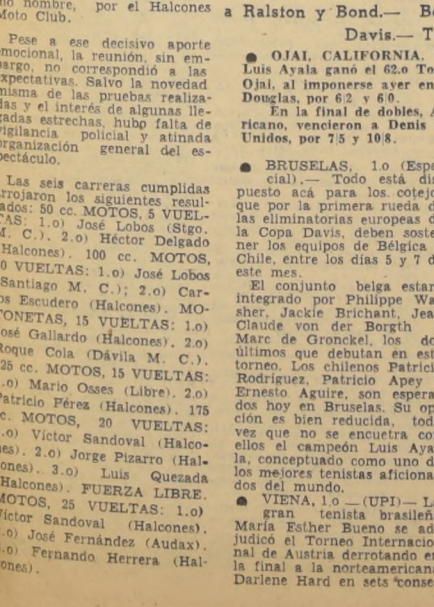 no nombre, por el Halcones
Moto Club.
Pese a ese decisivo aporte
emocional, la reunión, sin em-
bargo, no correspondió a las
expectativas. Salvo la novedad
misma de las pruebas realiza-
das y el interés de algunas lle-
gadas estrechas, hubo falta de
vigilancia policial y atinada
organización general del es-
pectáculo.
Las seis carreras cumplidas
arrojaron los siguientes resul-
tados: 50 cc. MOTOS, 5 VUEL-
TAS: 1.o) José Lobos (Stgo.
M. C.). 2.o) Héctor Delgado
(Halcones). 100 cc. MOTOS,
0 VUELTAS: 1.o) José Lobos
Santiago M. C.); 2.o) Car-
os Escudero (Halcones). MO-
TONETAS, 15 VUELTAS: 1.o)
José Gallardo (Halcones). 2.o)
Roque Cola (Dávila M. C.).
25 cc. MOTOS, 15 VUELTAS:
.o) Mario Osses (Libre). 2.o)
Patricio Pérez (Halcones). 175
cc. MOTOS, 20 VUELTAS:
.o) Víctor Sandoval (Halco-
nes). 2.o) Jorge Pizarro (Hal-
ones). 3.o) Luis Quezada
(Halcones). FUERZA LIBRE.
MOTOS, 25 VUELTAS: 1.o)
Víctor Sandoval (Halcones).
.o) José Fernández (Audax).
.o) Fernando Herrera (Hal-
ones).
a Ralston y Bond.—
Davis.— T
● OJAI, CALIFORNIA.
Luis Ayala ganó el 62.o To
Ojai, al imponerse ayer en
Douglas, por 6|2 y 6|0.
En la final de dobles, A
ricano, vencieron a Denis
Unidos, por 7|5 y 10|8.
● BRUSELAS, 1.o (Espe
cial).— Todo está dis
puesto acá para los cotejo
que por la primera rueda d
las eliminatorias europeas d
la Copa Davis, deben soste
ner los equipos de Bélgica
Chile, entre los días 5 y 7 d
este mes.
El conjunto belga estar
integrado por Philippe Wa
sher, Jackie Brichant, Jea
Claude von der Borgth
Marc de Gronckel, los do
últimos que debutan en est
torneo. Los chilenos Patrici
Rodríguez, Patricio Apey
Ernesto Aguire, son espera
dos hoy en Bruselas. Su op
ción es bien reducida, tod
vez que no se encuetra co
ellos el campeón Luis Aya
la, conceptuado como uno d
los mejores tenistas aficiona
dos del mundo.
● VIENA, 1.o —(UPI)— L
gran tenista brasileñ
María Esther Bueno se ad
judicó el Torneo Internacio
nal de Austria derrotando en
la final a la norteamericana
Darlene Hard en sets conse